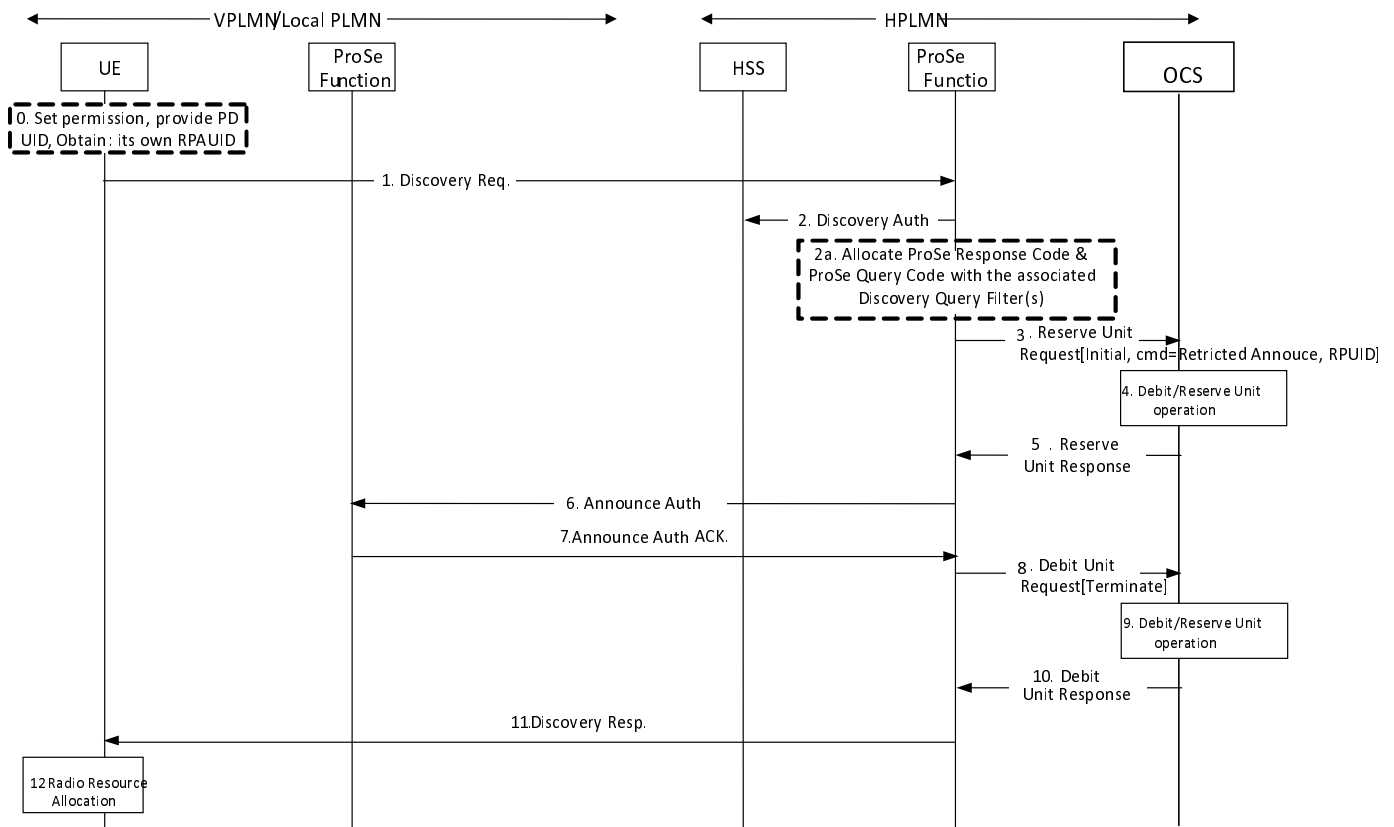 VPLMN/Local PLMN
HPLMN
UE
ProSe
Function
HSS
ProSe
Functio
OCS
0. Set permission, provide PD
UID, Obtain: its own RPAUID
1. Discovery Req.
2. Discovery Auth
2a. Allocate ProSe Response Code &
ProSe Query Code with the associated
Discovery Query Filter(s)
3. Reserve Unit
Request[Initial, cmd=Retricted Annouce, RPUID]
4. Debit/Reserve Unit
operation
5 . Reserve
Unit Response
6. Announce Auth
7.Announce Auth ACK.
8. Debit Unit
Request[Terminate]
9. Debit/Reserve Unit
operation
10. Debit
Unit Response
11.Discovery Resp.
12 Radio Resource
Allocation